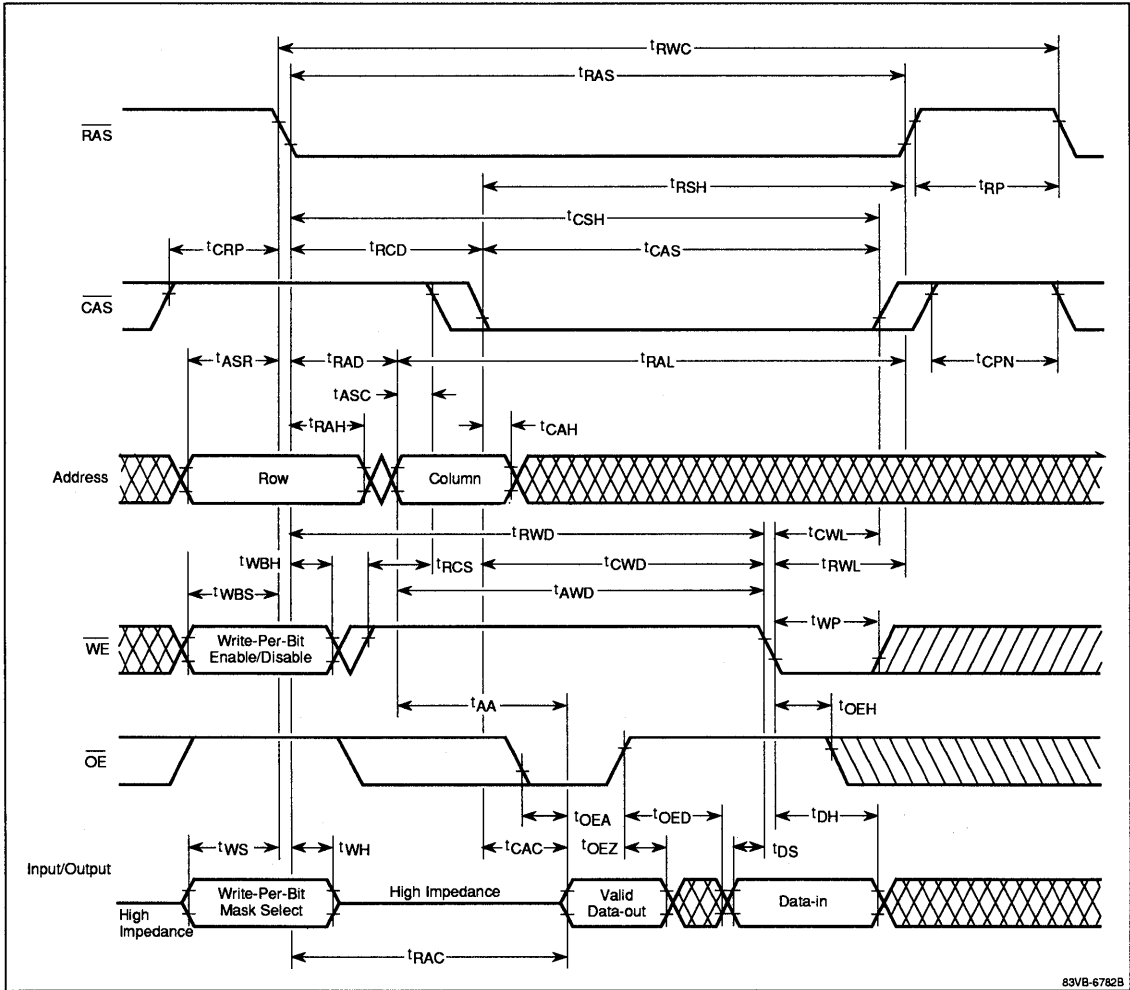 tRWC
tRAS
RAS
tRSH
tRP
tCSH
tCRP
tRCD
tCAS
CAS
tASR
tRAD
tRAL
tCPN
tASC
tRAH
tCAH
Address
Row
Column
tRWD
tCWL
tWBH
tRCS
tCWD
tRWL
tWBS
tAWD
WE
Write-Per-Bit
Enable/Disable
tWP
tAA
tOEH
OE
tOEA
tOED
tDH
tWS
tWH
tCAC
tOEZ
tDS
Input/Output
High
Impedance
Write-Per-Bit
Mask Select
High Impedance
Valid
Data-out
Data-in
tRAC
83VB-6782B